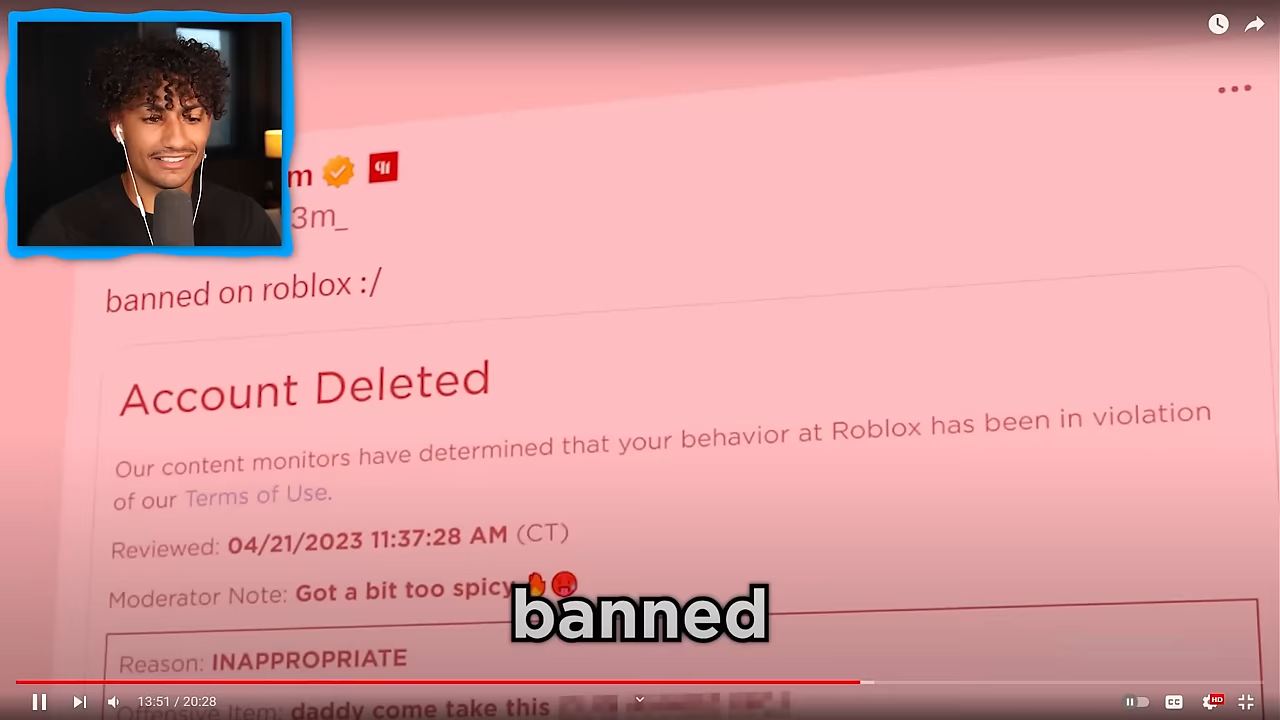 m
3m_
banned on roblox :/
Account Deleted
Our content monitors have determined that your behavior at Roblox has been in violation
of our Terms of Use.
Reviewed: 04/21/2023 11:37:28 AM (CT)
Moderator Note: Got a bit too spicy 🔥🥵
banned
Reason: INAPPROPRIATE
Offensive Item: daddy come take this
13:51 / 20:28
CC
HD